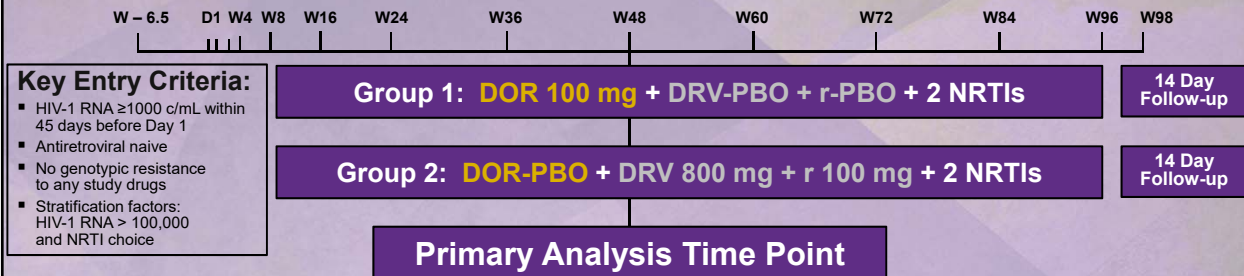 W – 6.5 D1 W4 W8 W16 W24 W36 W48 W60 W72 W84 W96 W98
Key Entry Criteria:
▪ HIV-1 RNA ≥1000 c/mL within
45 days before Day 1
▪ Antiretroviral naive
▪ No genotypic resistance
to any study drugs
▪ Stratification factors:
HIV-1 RNA > 100,000
and NRTI choice
Group 1: DOR 100 mg + DRV-PBO + r-PBO + 2 NRTIs
14 Day
Follow-up
Group 2: DOR-PBO + DRV 800 mg + r 100 mg + 2 NRTIs
14 Day
Follow-up
Primary Analysis Time Point